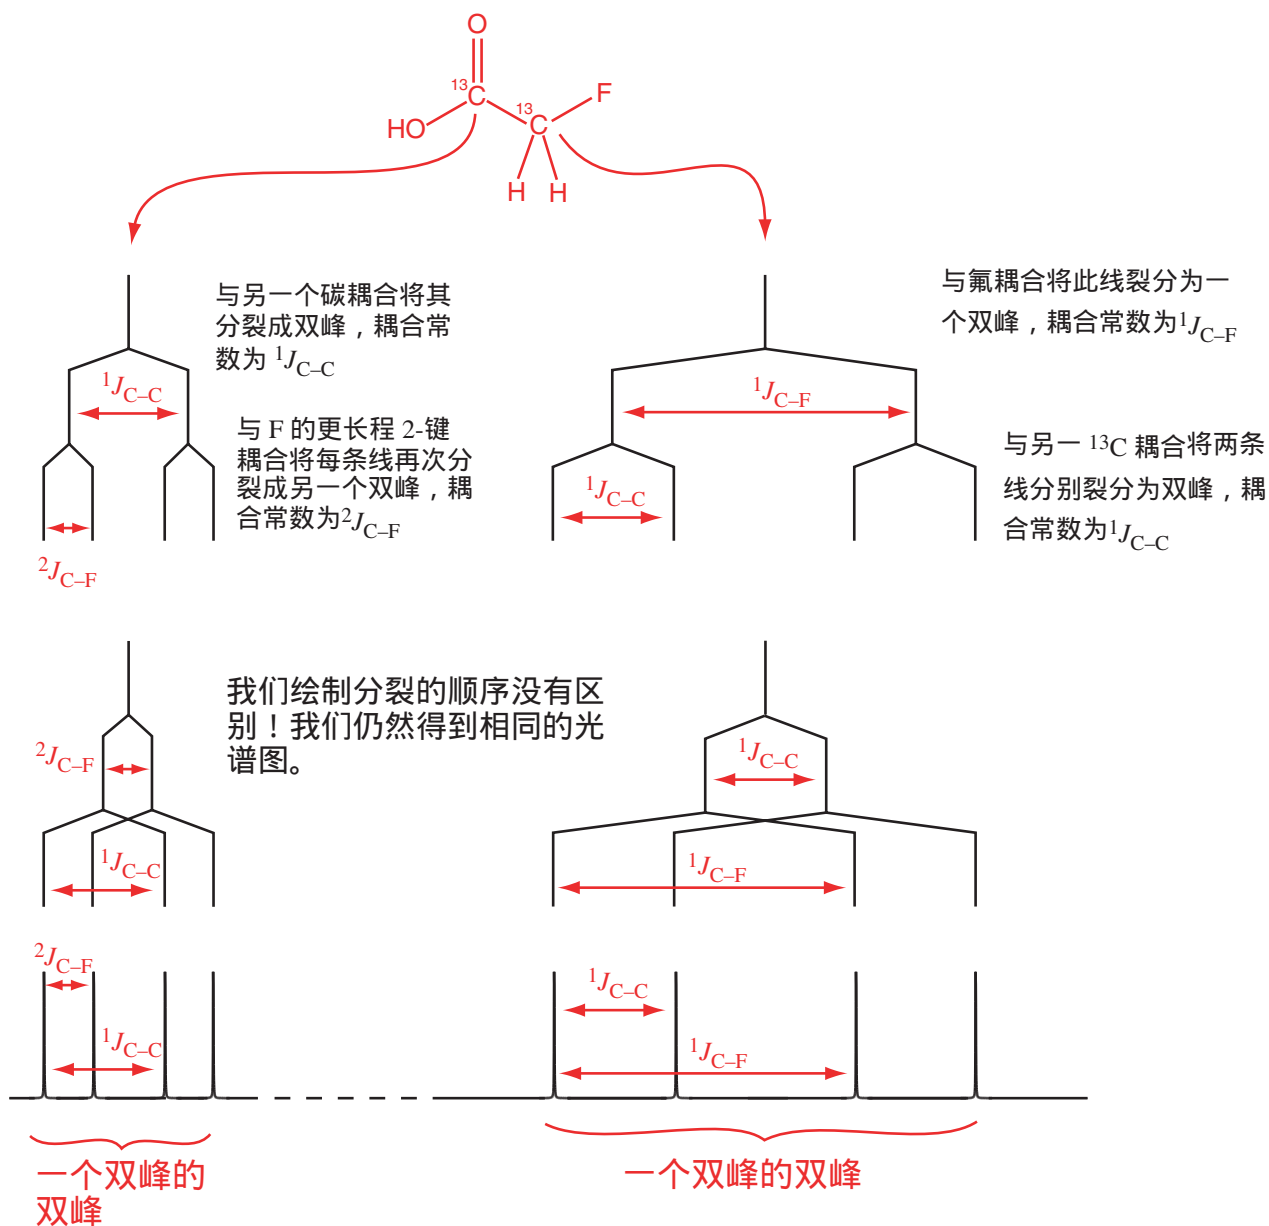 O
13C
13C
F
HO
H
H
与另一个碳耦合将其
分裂成双峰，耦合常
数为 1JC–C
与氟耦合将此线裂分为一
个双峰，耦合常数为1JC–F
1JC–C
1JC–F
与 F 的更长程 2-键
耦合将每条线再次分
裂成另一个双峰，耦
合常数为2JC–F
与另一 13C 耦合将两条
线分别裂分为双峰，耦
合常数为1JC–C
1JC–C
2JC–F
我们绘制分裂的顺序没有区
别！我们仍然得到相同的光
谱图。
2JC–F
1JC–C
1JC–C
1JC–F
2JC–F
1JC–C
1JC–C
1JC–F
一个双峰的
双峰
一个双峰的双峰